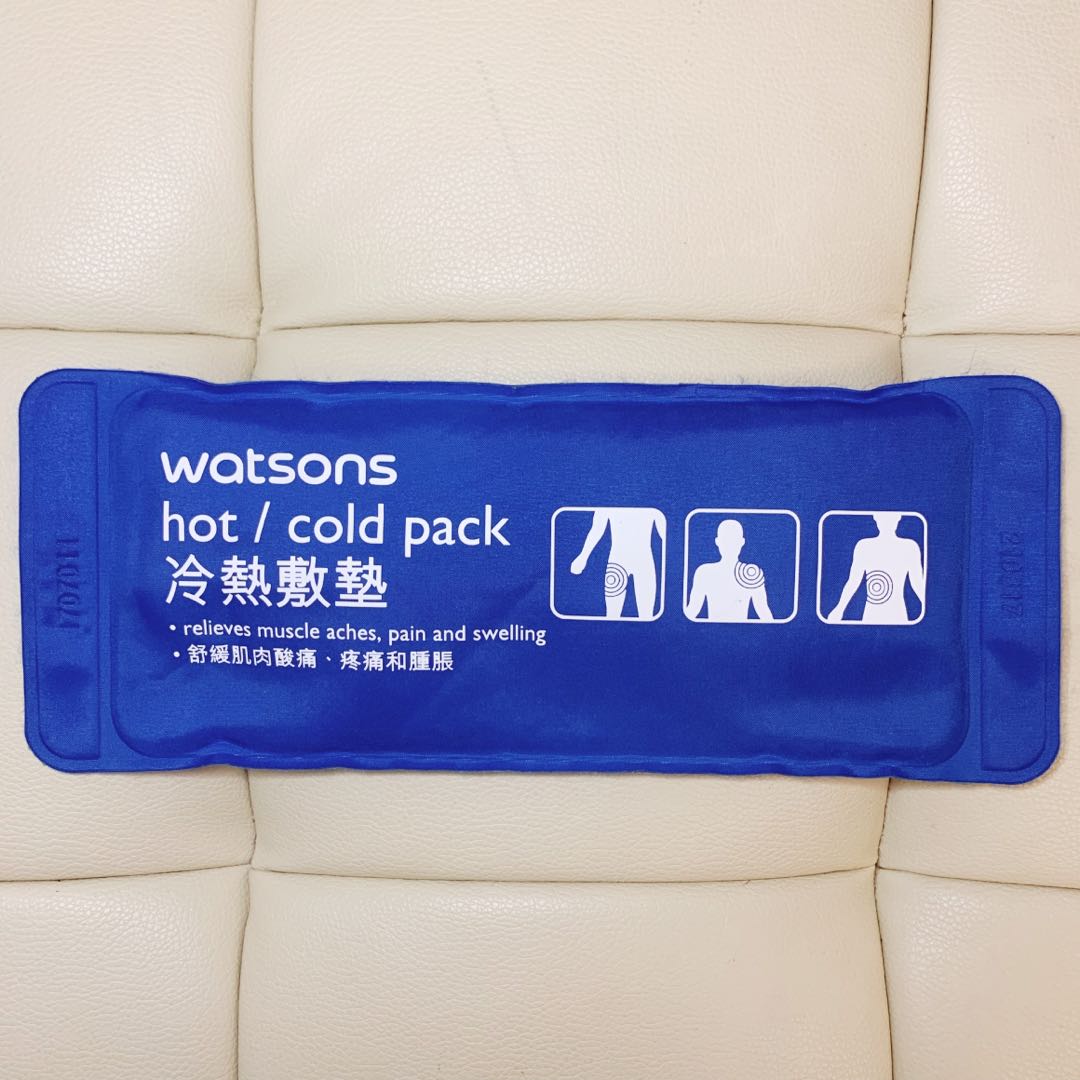 watsons
hot / cold pack
冷熱敷墊
• relieves muscle aches, pain and swelling
• 舒緩肌肉酸痛、疼痛和腫脹